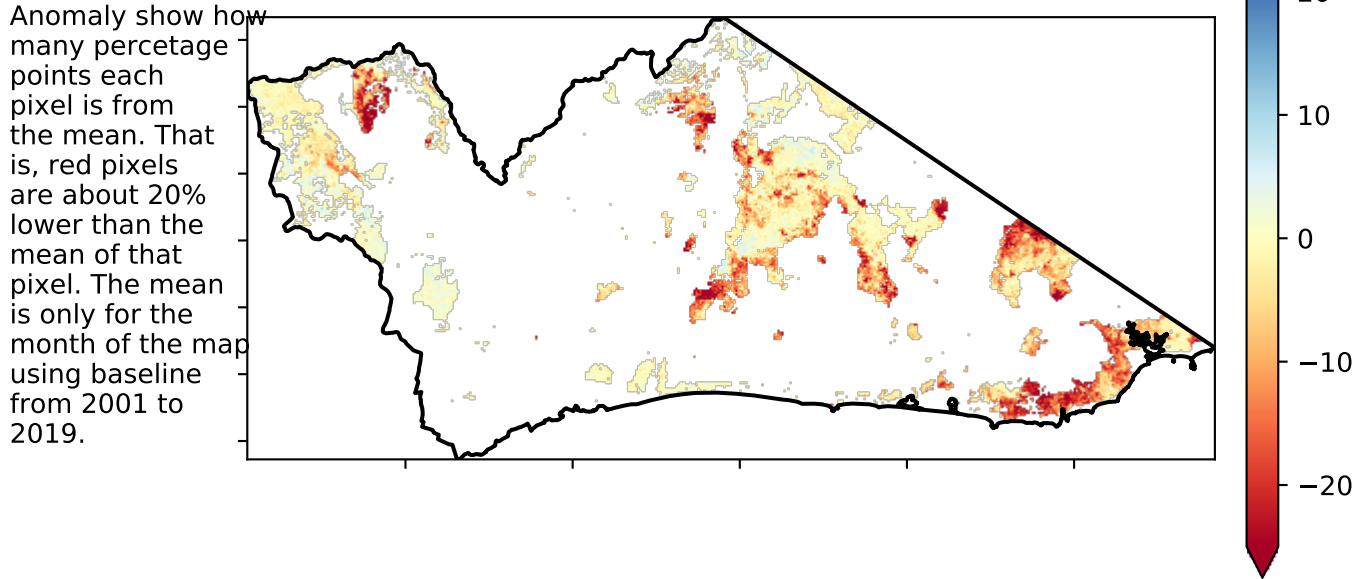 Anomaly show how
many percetage
points each
pixel is from
the mean. That
is, red pixels
are about 20%
lower than the
mean of that
pixel. The mean
is only for the
month of the map
using baseline
from 2001 to
2019.
10
0
−10
−20